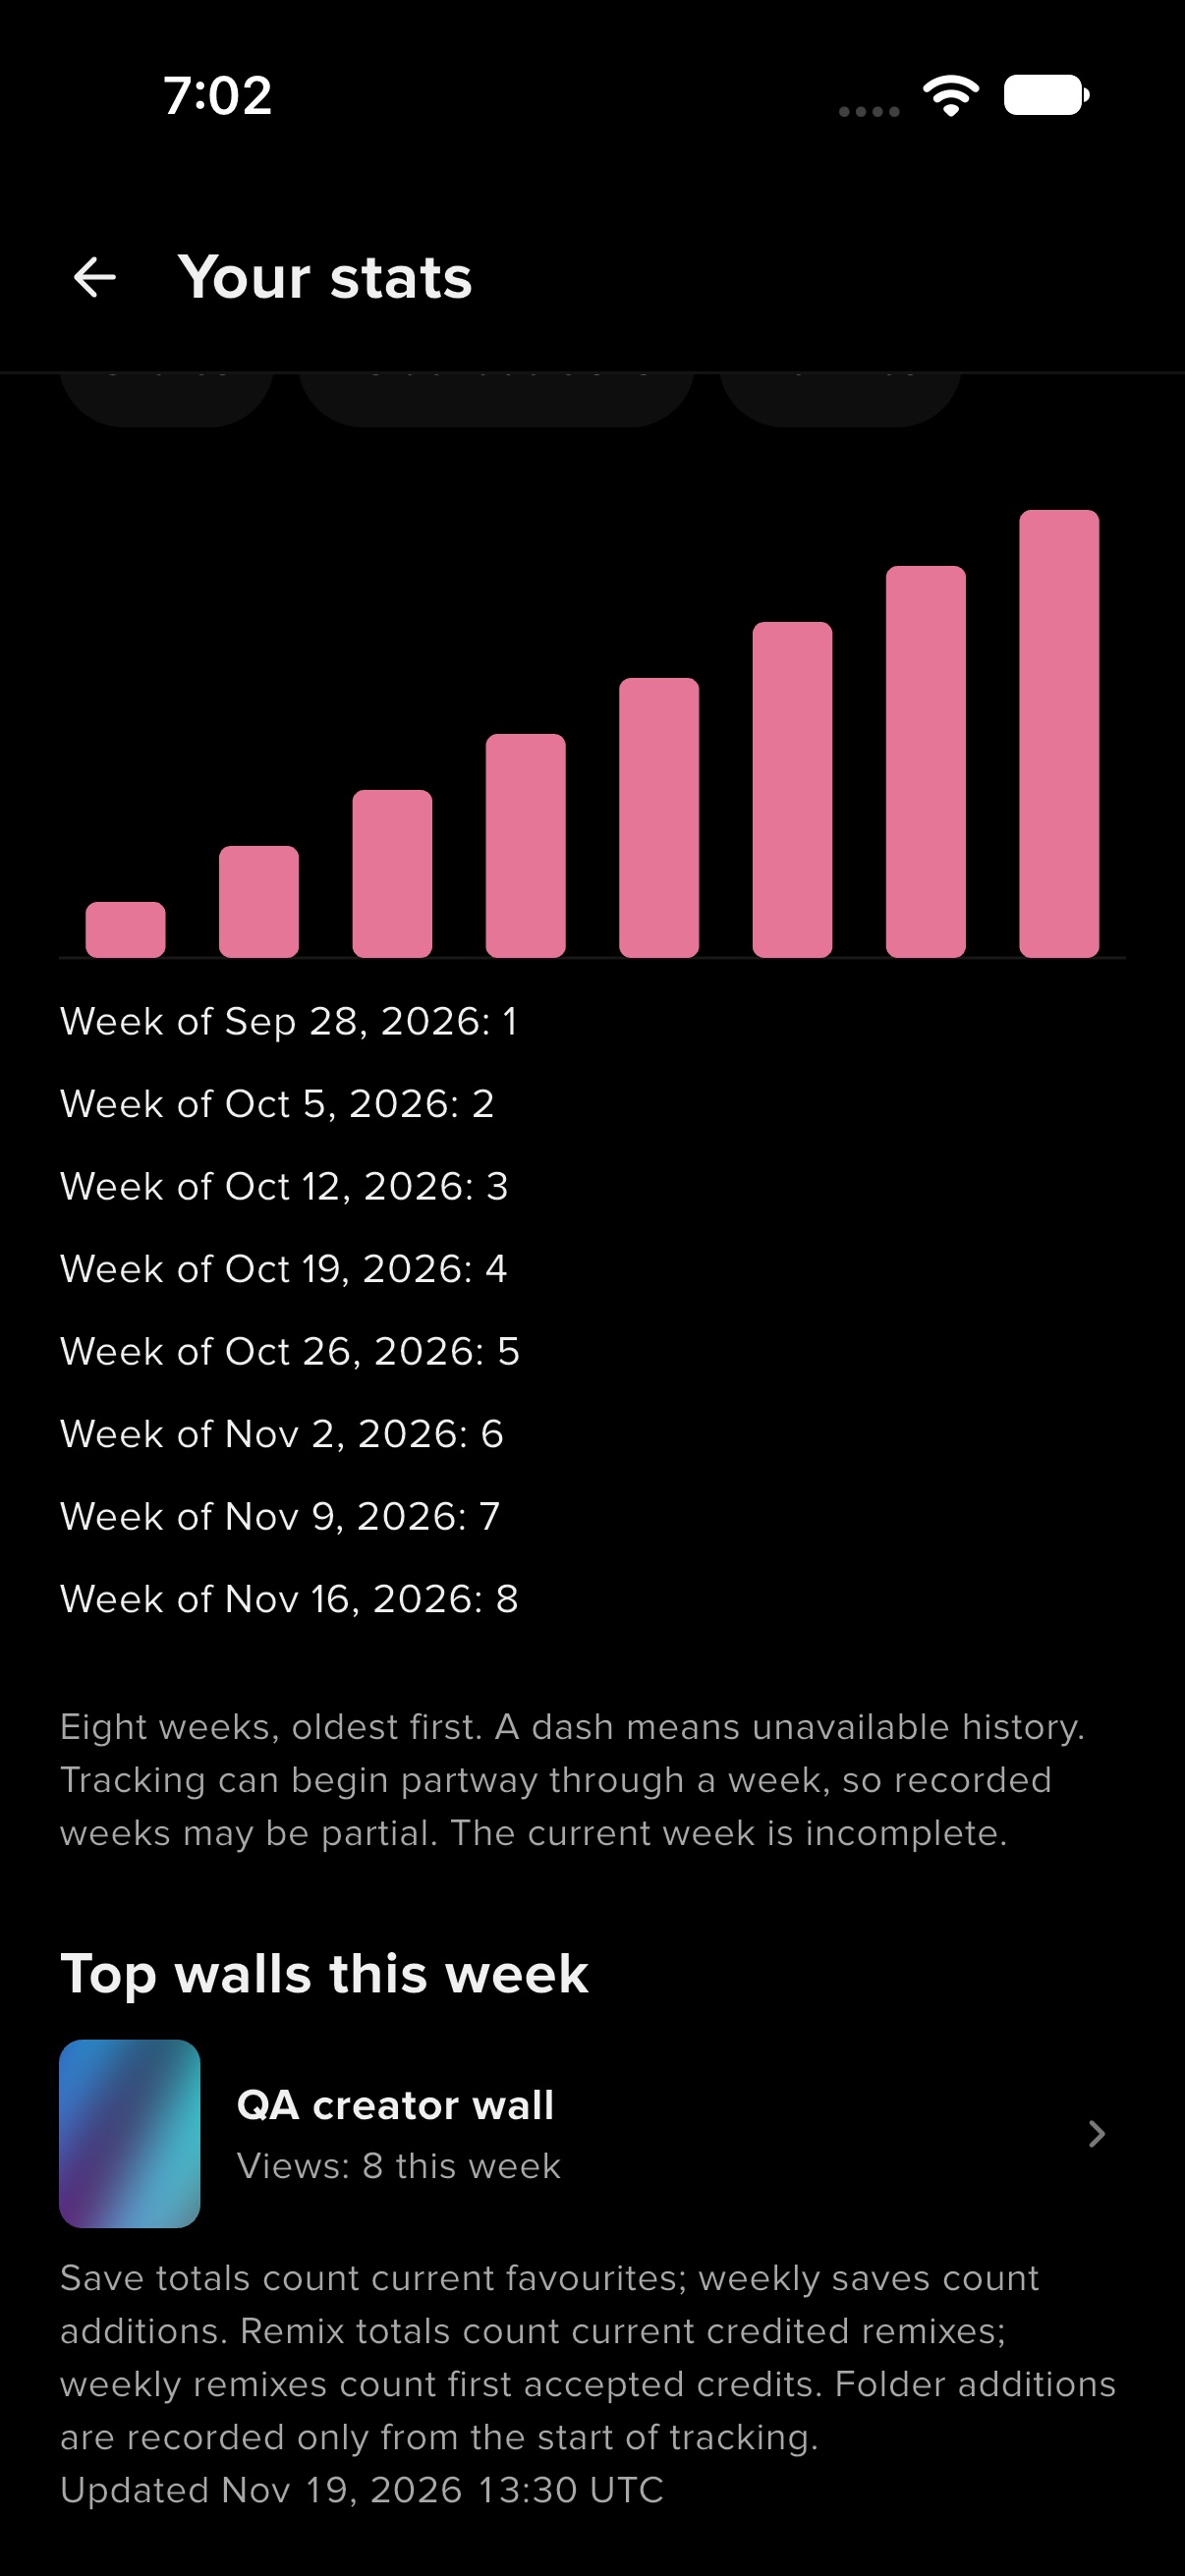 7:02
Your stats
Week of Sep 28, 2026: 1
Week of Oct 5, 2026: 2
Week of Oct 12, 2026: 3
Week of Oct 19, 2026: 4
Week of Oct 26, 2026: 5
Week of Nov 2, 2026: 6
Week of Nov 9, 2026: 7
Week of Nov 16, 2026: 8
Eight weeks, oldest first. A dash means unavailable history.
Tracking can begin partway through a week, so recorded
weeks may be partial. The current week is incomplete.
Top walls this week
QA creator wall
Views: 8 this week
Save totals count current favourites; weekly saves count
additions. Remix totals count current credited remixes;
weekly remixes count first accepted credits. Folder additions
are recorded only from the start of tracking.
Updated Nov 19, 2026 13:30 UTC